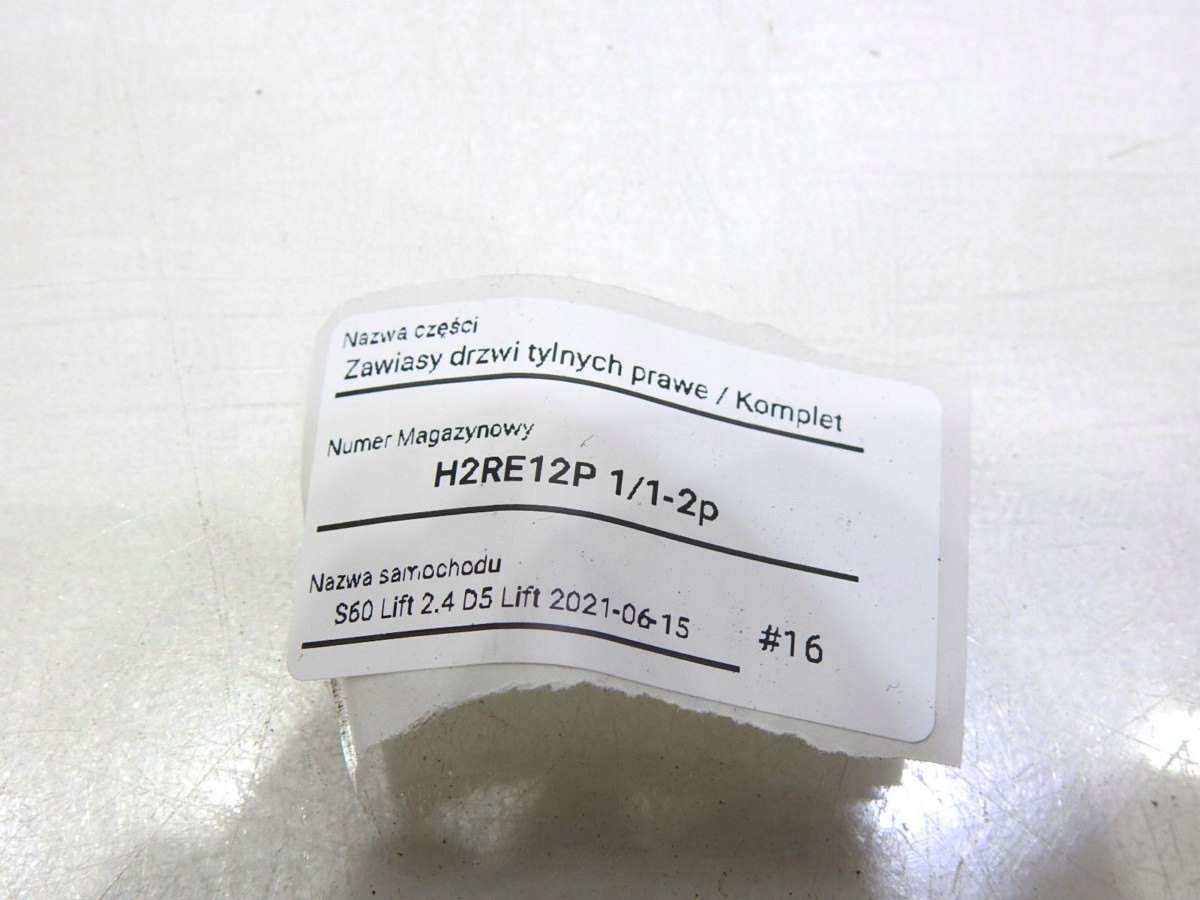 Nazwa części
Zawiasy drzwi tylnych prawe / Komplet
Numer Magazynowy
H2RE12P 1/1-2p
Nazwa samochodu
S60 Lift 2.4 D5 Lift 2021-06-15
#16